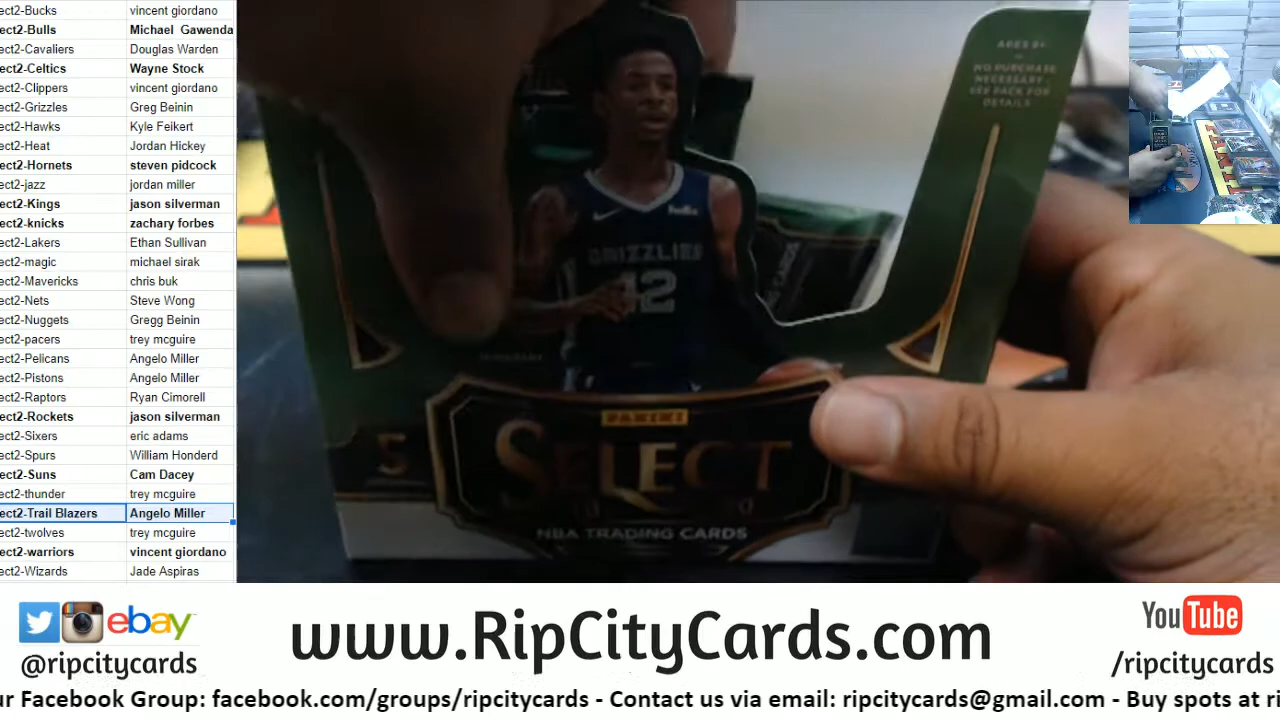 ect2-Bucks vincent giordano
ect2-Bulls Michael Gawenda
ect2-Cavaliers Douglas Warden
ect2-Celtics Wayne Stock
ect2-Clippers vincent giordano
ect2-Grizzles Greg Beinin
ect2-Hawks Kyle Feikert
ect2-Heat Jordan Hickey
ect2-Hornets steven pidcock
ect2-jazz jordan miller
ect2-Kings jason silverman
ect2-knicks zachary forbes
ect2-Lakers Ethan Sullivan
ect2-magic michael sirak
ect2-Mavericks chris buk
ect2-Nets Steve Wong
ect2-Nuggets Gregg Beinin
ect2-pacers trey mcguire
ect2-Pelicans Angelo Miller
ect2-Pistons Angelo Miller
ect2-Raptors Ryan Cimorell
ect2-Rockets jason silverman
ect2-Sixers eric adams
ect2-Spurs William Honderd
ect2-Suns Cam Dacey
ect2-thunder trey mcguire
ect2-Trail Blazers Angelo Miller
ect2-twolves trey mcguire
ect2-warriors vincent giordano
ect2-Wizards Jade Aspiras
AGES 9+
NO PURCHASE
NECESSARY
SEE PACK FOR
DETAILS
FedEx
GRIZZLIES
12
CARDS
PANINI
5
SELECT
NBA TRADING CARDS
ebay
@ripcitycards
www.RipCityCards.com
YouTube
/ripcitycards
ur Facebook Group: facebook.com/groups/ripcitycards - Contact us via email: ripcitycards@gmail.com - Buy spots at ri